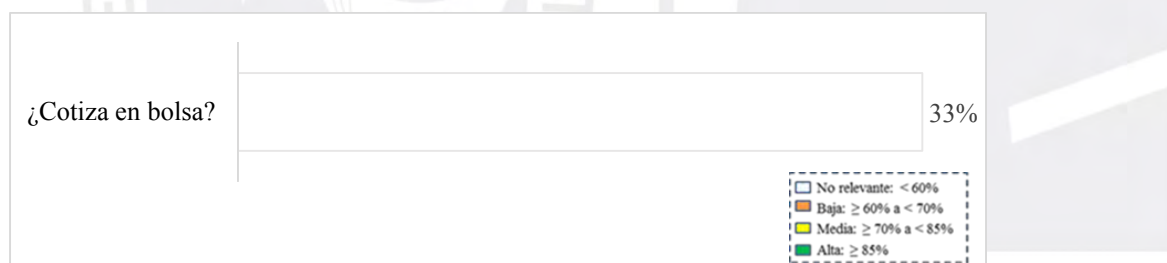 ¿Cotiza en bolsa?
33%
No relevante: < 60%
Baja: ≥ 60% a < 70%
Media: ≥ 70% a < 85%
Alta: ≥ 85%